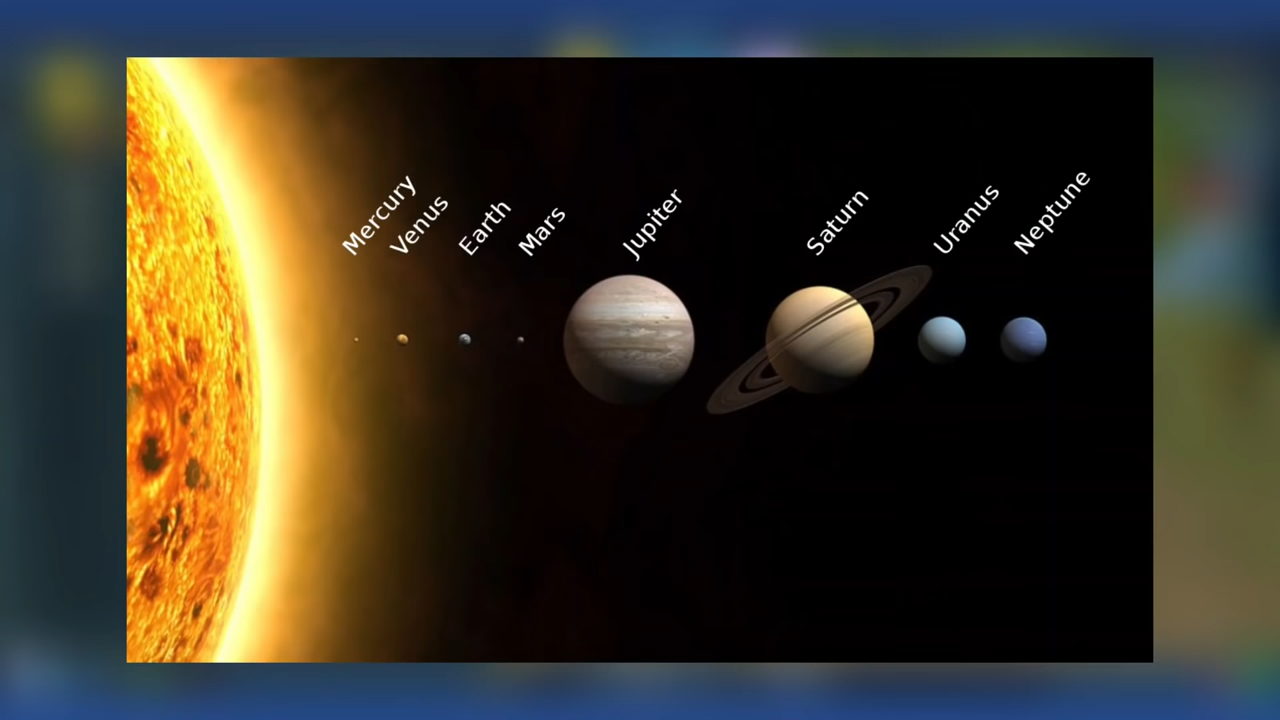 Mercury
Venus
Earth
Mars
Jupiter
Saturn
Uranus
Neptune